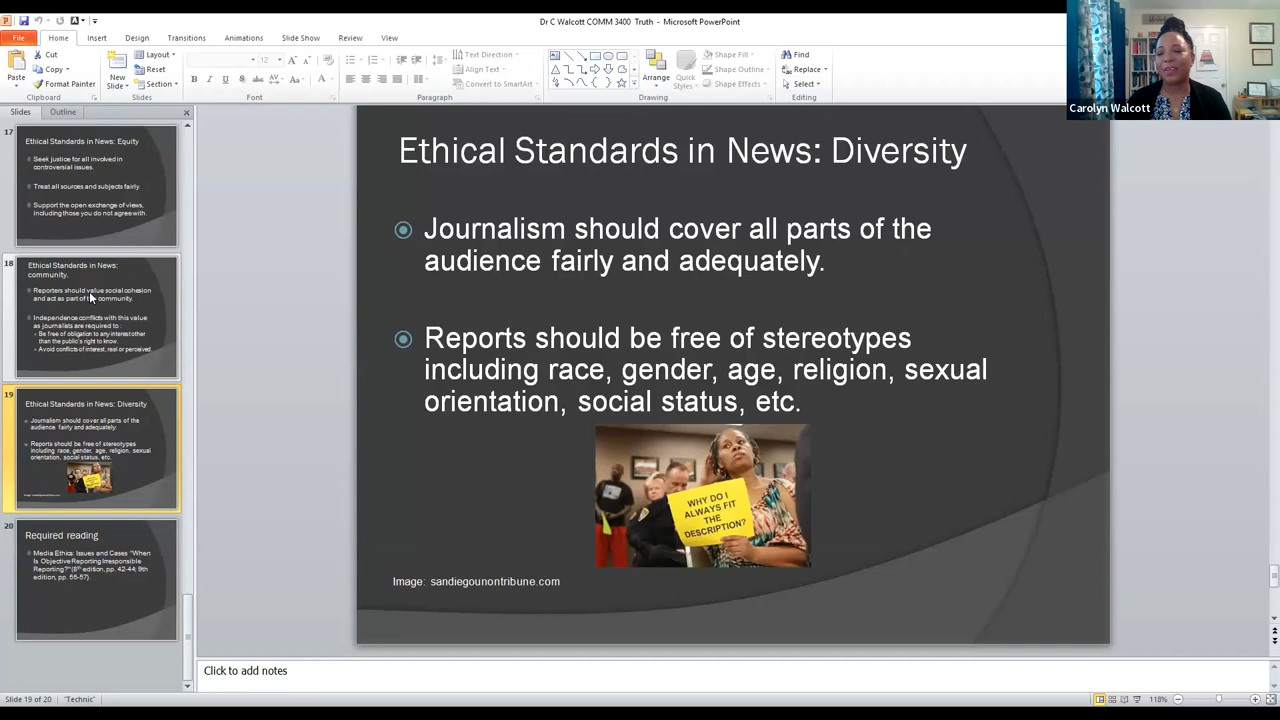 Dr C Walcott COMM 3400 Truth - Microsoft PowerPoint
File Home Insert Design Transitions Animations Slide Show Review View
Cut
Copy
Format Painter
Paste
Clipboard
New
Slide
Layout
Reset
Section
Slides
Font
Text Direction
Align Text
Convert to SmartArt
Paragraph
Arrange
Quick
Styles
Shape Fill
Shape Outline
Shape Effects
Drawing
Find
Replace
Select
Editing
Carolyn Walcott
Slides Outline
17
Ethical Standards in News: Equity
Seek justice for all involved in
controversial issues.
Treat all sources and subjects fairly.
Support the open exchange of views,
including those you do not agree with.
18
Ethical Standards in News:
community.
Reporters should value social cohesion
and act as part of the community.
Independence conflicts with this value
as journalists are required to :
Be free of obligation to any interest other
than the public's right to know.
Avoid conflicts of interest, real or perceived.
19
Ethical Standards in News: Diversity
Journalism should cover all parts of the
audience fairly and adequately.
Reports should be free of stereotypes
including race, gender, age, religion, sexual
orientation, social status, etc.
20
Required reading
Media Ethics: Issues and Cases "When
Is Objective Reporting Irresponsible
Reporting?"(8th edition, pp. 42-44; 9th
edition, pp. 55-57).
Ethical Standards in News: Diversity
Journalism should cover all parts of the
audience fairly and adequately.
Reports should be free of stereotypes
including race, gender, age, religion, sexual
orientation, social status, etc.
WHY DO I
ALWAYS FIT
THE
DESCRIPTION?
Image: sandiegounontribune.com
Click to add notes
Slide 19 of 20 "Technic" 118%